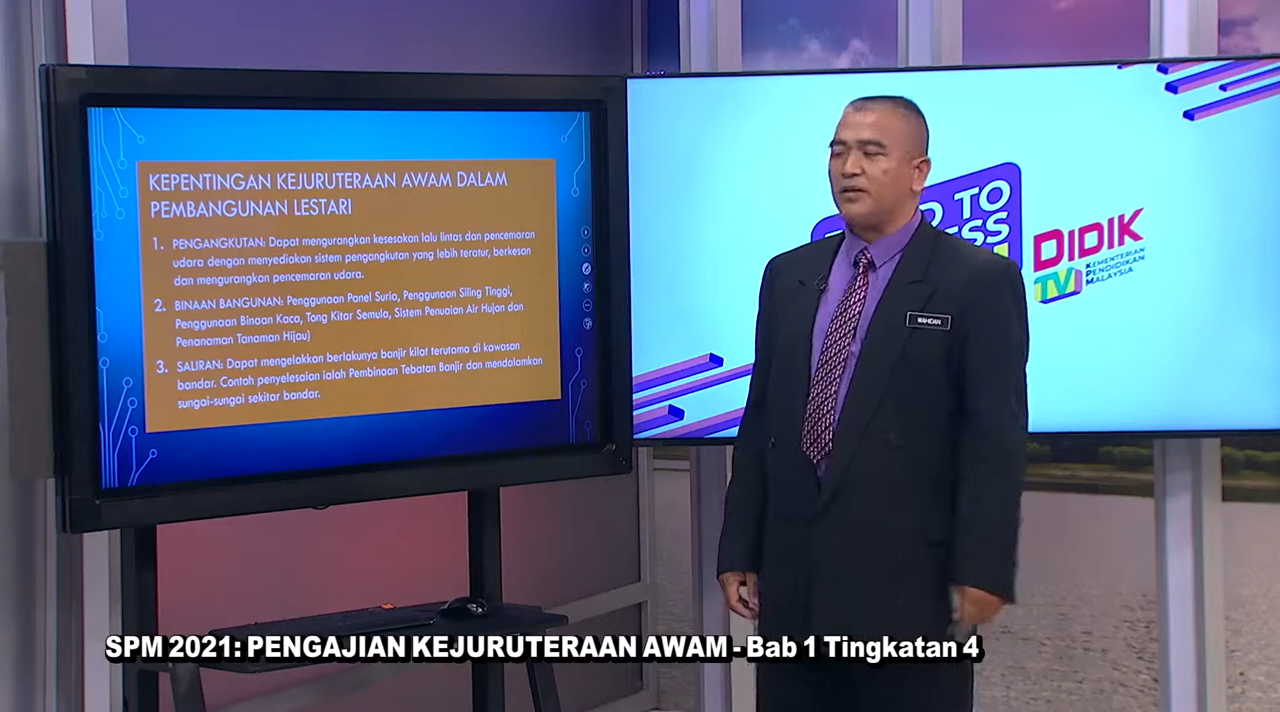 KEPENTINGAN KEJURUTERAAN AWAM DALAM
PEMBANGUNAN LESTARI
1. PENGANGKUTAN: Dapat mengurangkan kesesakan lalu lintas dan pencemaran
udara dengan menyediakan sistem pengangkutan yang lebih teratur, berkesan
dan mengurangkan pencemaran udara.
2. BINAAN BANGUNAN: Penggunaan Panel Suria, Penggunaan Siling Tinggi,
Penggunaan Binaan Kaca, Tong Kitar Semula, Sistem Penuaian Air Hujan dan
Penanaman Tanaman Hijau)
3. SALIRAN: Dapat mengelakkan berlakunya banjir kilat terutama di kawasan
bandar. Contoh penyelesaian ialah Pembinaan Tebatan Banjir dan mendalamkan
sungai-sungai sekitar bandar.
TO
DIDIK
TV
KEMENTERIAN
PENDIDIKAN
MALAYSIA
WAHIDAN
SPM 2021: PENGAJIAN KEJURUTERAAN AWAM - Bab 1 Tingkatan 4